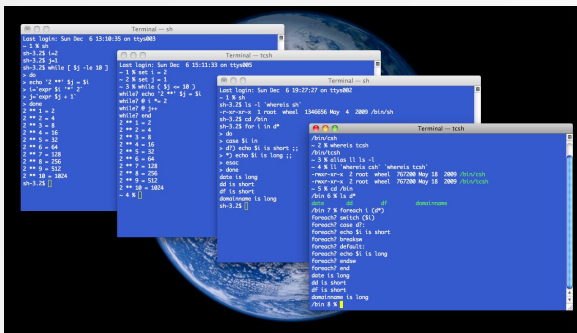 Terminal — sh
Last login: Sun Dec  6 13:10:35 on ttys003
~ 1 % sh
sh-3.2$ i=2
sh-3.2$ j=1
sh-3.2$ while [ $j -le 10 ]
> do
> echo '2 **' $j = $i
> i=`expr $i '*' 2`
> j=`expr $j + 1`
> done
2 ** 1 = 2
2 ** 2 = 4
2 ** 3 = 8
2 ** 4 = 16
2 ** 5 = 32
2 ** 6 = 64
2 ** 7 = 128
2 ** 8 = 256
2 ** 9 = 512
2 ** 10 = 1024
sh-3.2$
Terminal — tcsh
Last login: Sun Dec  6 15:11:33 on ttys005
~ 1 % set i = 2
~ 2 % set j = 1
~ 3 % while ( $j <= 10 )
while? echo '2 **' $j = $i
while? @ i *= 2
while? @ j++
while? end
2 ** 1 = 2
2 ** 2 = 4
2 ** 3 = 8
2 ** 4 = 16
2 ** 5 = 32
2 ** 6 = 64
2 ** 7 = 128
2 ** 8 = 256
2 ** 9 = 512
2 ** 10 = 1024
~ 4 %
Terminal — sh
Last login: Sun Dec  6 19:27:27 on ttys002
~ 1 % sh
sh-3.2$ ls -l `whereis sh`
-r-xr-xr-x  1 root  wheel  1346656 May  4  2009 /bin/sh
sh-3.2$ cd /bin
sh-3.2$ for i in d*
> do
> case $i in
> d?) echo $i is short ;;
> *) echo $i is long ;;
> esac
> done
date is long
dd is short
df is short
domainname is long
sh-3.2$
Terminal — tcsh
/bin/csh
~ 2 % whereis tcsh
/bin/tcsh
~ 3 % alias ll ls -l
~ 4 % ll `whereis csh` `whereis tcsh`
-rwxr-xr-x  2 root  wheel  767200 May 18  2009 /bin/csh
-rwxr-xr-x  2 root  wheel  767200 May 18  2009 /bin/tcsh
~ 5 % cd /bin
/bin 6 % ls d*
date dd df domainname
/bin 7 % foreach i (d*)
foreach? switch ($i)
foreach? case d?:
foreach? echo $i is short
foreach? breaksw
foreach? default:
foreach? echo $i is long
foreach? endsw
foreach? end
date is long
dd is short
df is short
domainname is long
/bin 8 %